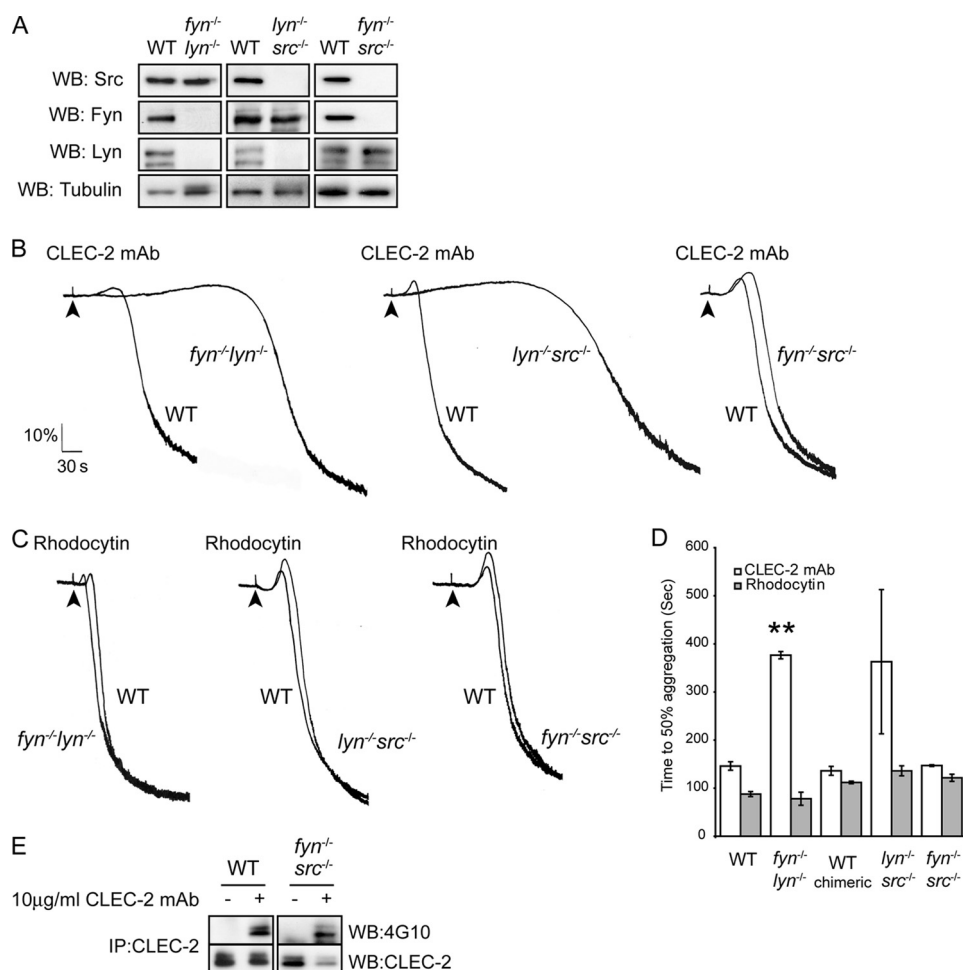 A
WT fyn-/- lyn-/- WT lyn-/- src-/- WT fyn-/- src-/-
WB: Src
WB: Fyn
WB: Lyn
WB: Tubulin
B
CLEC-2 mAb CLEC-2 mAb CLEC-2 mAb
fyn-/-lyn-/- lyn-/-src-/- fyn-/-src-/-
WT WT WT
10%
30 s
C
Rhodocytin Rhodocytin Rhodocytin
WT WT WT
fyn-/-lyn-/- lyn-/-src-/- fyn-/-src-/-
D
Time to 50% aggregation (Sec)
600
500
400
300
200
100
0
CLEC-2 mAb
Rhodocytin
**
WT fyn-/- lyn-/- WT chimeric lyn-/- src-/- fyn-/- src-/-
E
WT fyn-/- src-/-
10µg/ml CLEC-2 mAb - + - +
IP:CLEC-2
WB:4G10
WB:CLEC-2